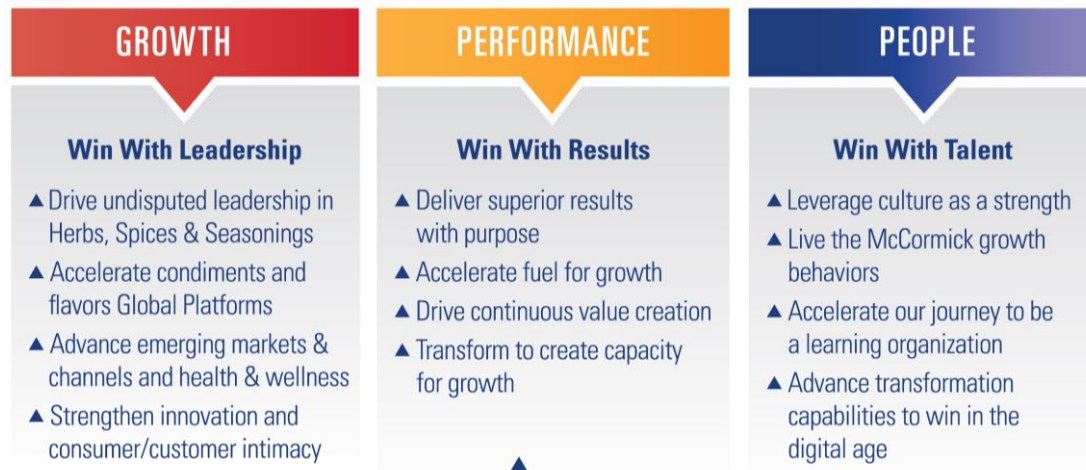 GROWTH
Win With Leadership
▲ Drive undisputed leadership in
Herbs, Spices & Seasonings
▲ Accelerate condiments and
flavors Global Platforms
▲ Advance emerging markets &
channels and health & wellness
▲ Strengthen innovation and
consumer/customer intimacy
PERFORMANCE
Win With Results
▲ Deliver superior results
with purpose
▲ Accelerate fuel for growth
▲ Drive continuous value creation
▲ Transform to create capacity
for growth
PEOPLE
Win With Talent
▲ Leverage culture as a strength
▲ Live the McCormick growth
behaviors
▲ Accelerate our journey to be
a learning organization
▲ Advance transformation
capabilities to win in the
digital age